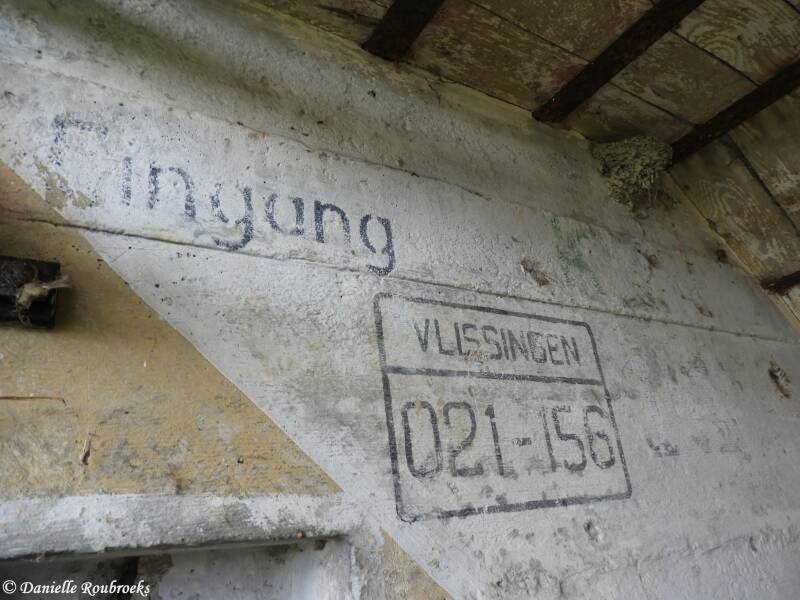 Eingang
VLISSINGEN
021-156
© Danielle Roubroeks